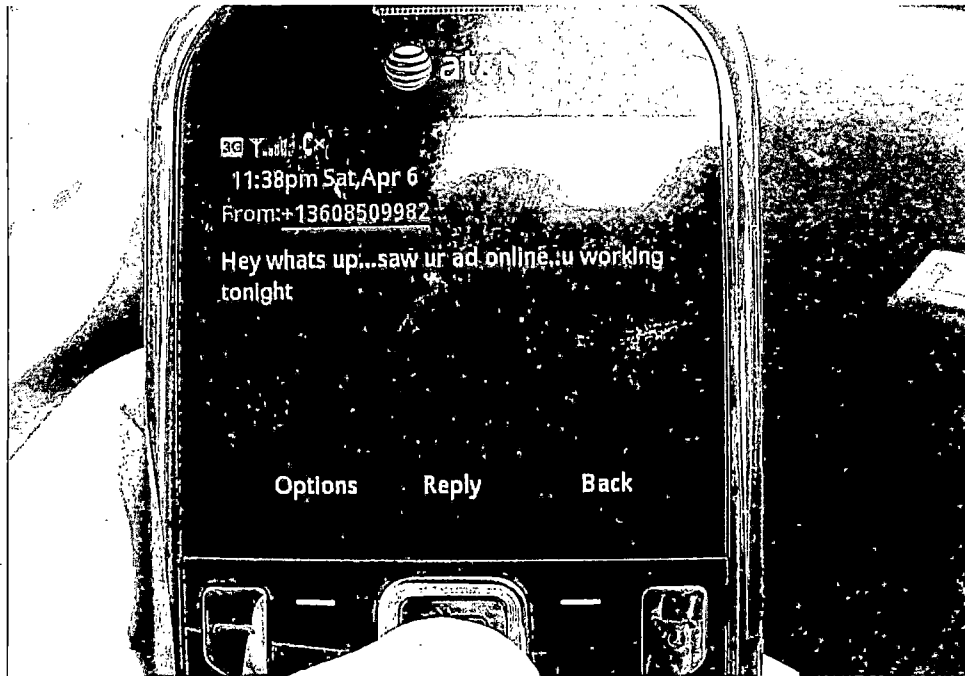 at&t
3G
11:38pm Sat,Apr 6
From:+13608509982
Hey whats up...saw ur ad online..u working
tonight
Options Reply Back